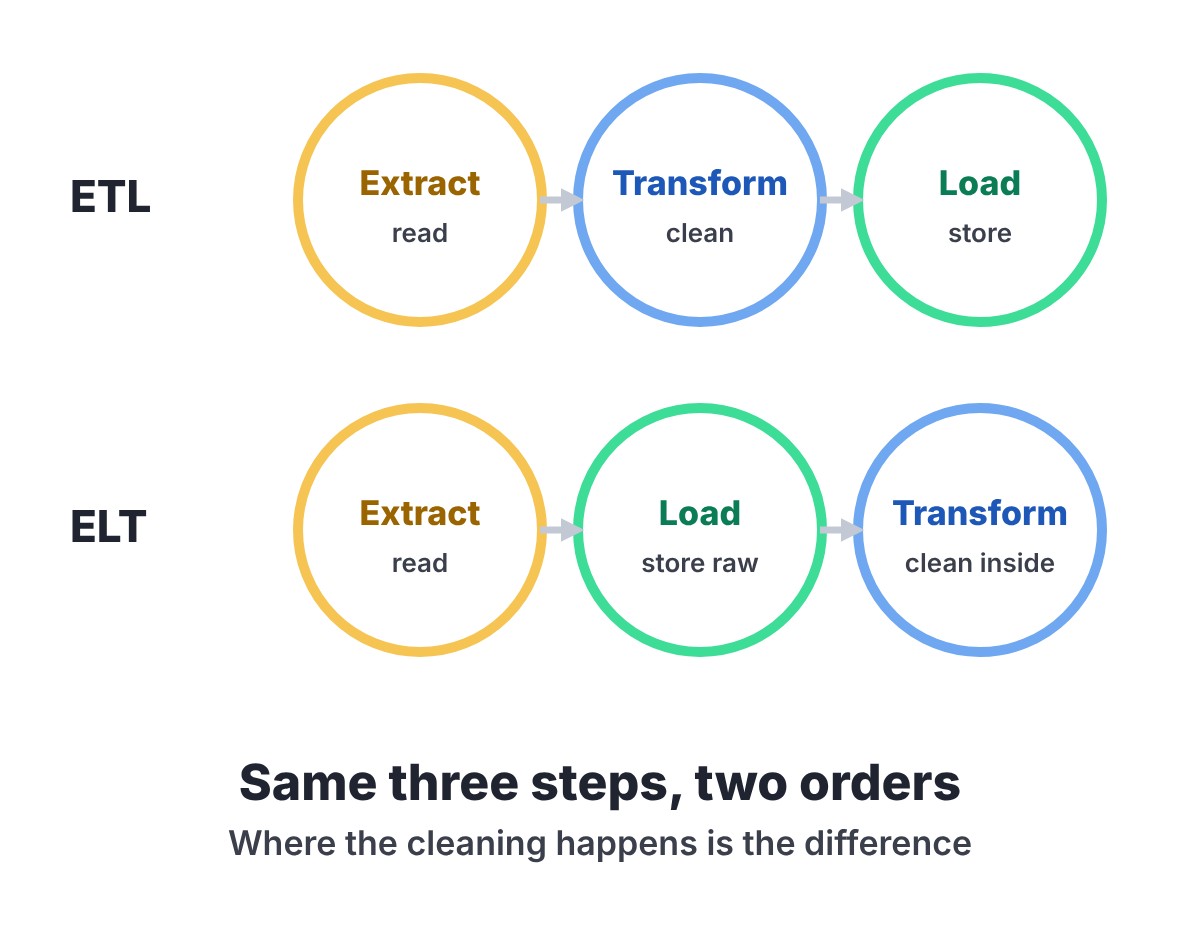 ETL
Extract
read
Transform
clean
Load
store
ELT
Extract
read
Load
store raw
Transform
clean inside
Same three steps, two orders
Where the cleaning happens is the difference